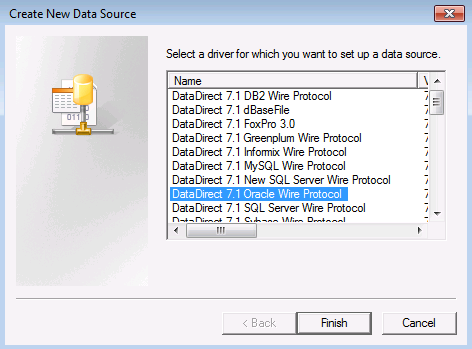 Create New Data Source
Select a driver for which you want to set up a data source.
Name
DataDirect 7.1 DB2 Wire Protocol 7
DataDirect 7.1 dBaseFile 7
DataDirect 7.1 FoxPro 3.0 7
DataDirect 7.1 Greenplum Wire Protocol 7
DataDirect 7.1 Informix Wire Protocol 7
DataDirect 7.1 MySQL Wire Protocol 7
DataDirect 7.1 New SQL Server Wire Protocol 7
DataDirect 7.1 Oracle Wire Protocol 7
DataDirect 7.1 SQL Server Wire Protocol 7
DataDirect 7.1 Sybase Wire Protocol
01110
< Back Finish Cancel